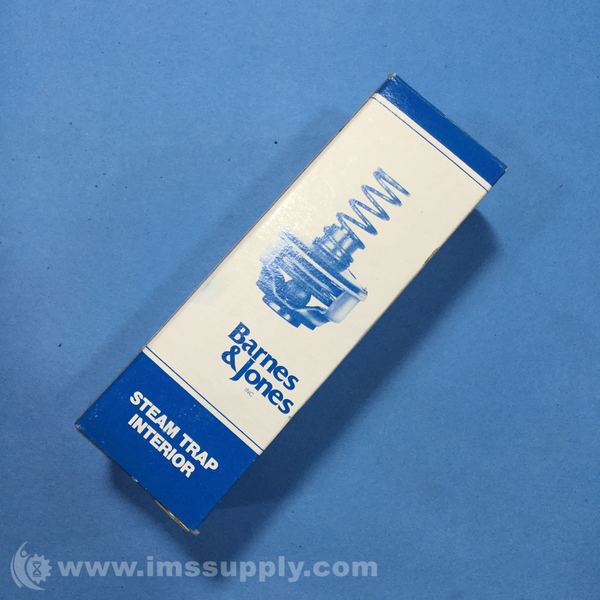 Barnes
& Jones
INC
STEAM TRAP
INTERIOR
www.imssupply.com